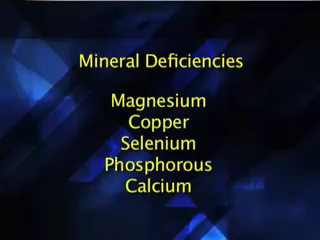 Mineral Deficiencies
Magnesium
Copper
Selenium
Phosphorous
Calcium